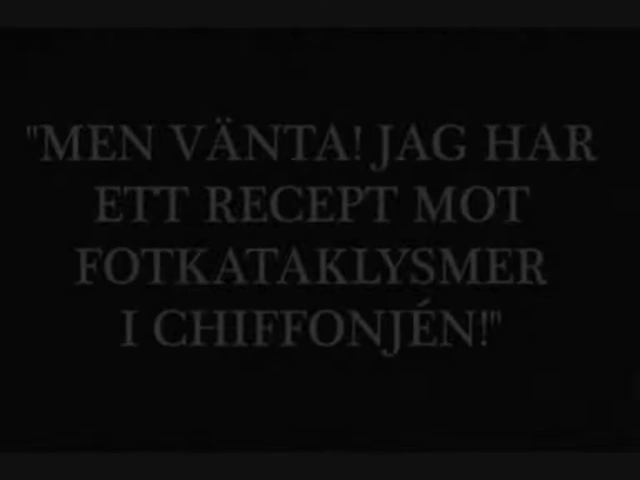 "MEN VÄNTA! JAG HAR
ETT RECEPT MOT
FOTKATAKLYSMER
I CHIFFONJÉN!"